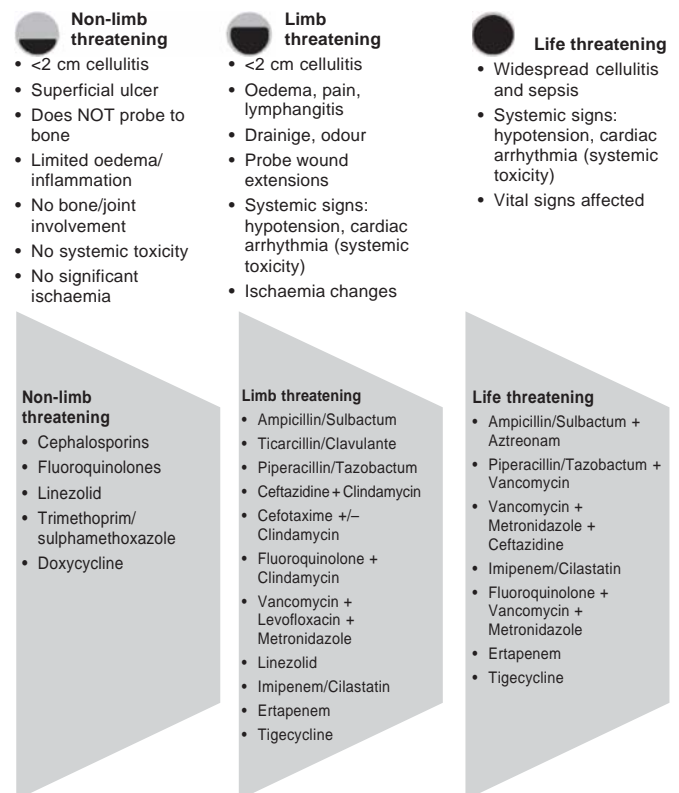 Non-limb
threatening
• <2 cm cellulitis
• Superficial ulcer
• Does NOT probe to
bone
• Limited oedema/
inflammation
• No bone/joint
involvement
• No systemic toxicity
• No significant
ischaemia
Limb
threatening
• <2 cm cellulitis
• Oedema, pain,
lymphangitis
• Drainige, odour
• Probe wound
extensions
• Systemic signs:
hypotension, cardiac
arrhythmia (systemic
toxicity)
• Ischaemia changes
Life threatening
• Widespread cellulitis
and sepsis
• Systemic signs:
hypotension, cardiac
arrhythmia (systemic
toxicity)
• Vital signs affected
Non-limb
threatening
• Cephalosporins
• Fluoroquinolones
• Linezolid
• Trimethoprim/
sulphamethoxazole
• Doxycycline
Limb threatening
• Ampicillin/Sulbactum
• Ticarcillin/Clavulante
• Piperacillin/Tazobactum
• Ceftazidine + Clindamycin
• Cefotaxime +/–
Clindamycin
• Fluoroquinolone +
Clindamycin
• Vancomycin +
Levofloxacin +
Metronidazole
• Linezolid
• Imipenem/Cilastatin
• Ertapenem
• Tigecycline
Life threatening
• Ampicillin/Sulbactum +
Aztreonam
• Piperacillin/Tazobactum +
Vancomycin
• Vancomycin +
Metronidazole +
Ceftazidine
• Imipenem/Cilastatin
• Fluoroquinolone +
Vancomycin +
Metronidazole
• Ertapenem
• Tigecycline